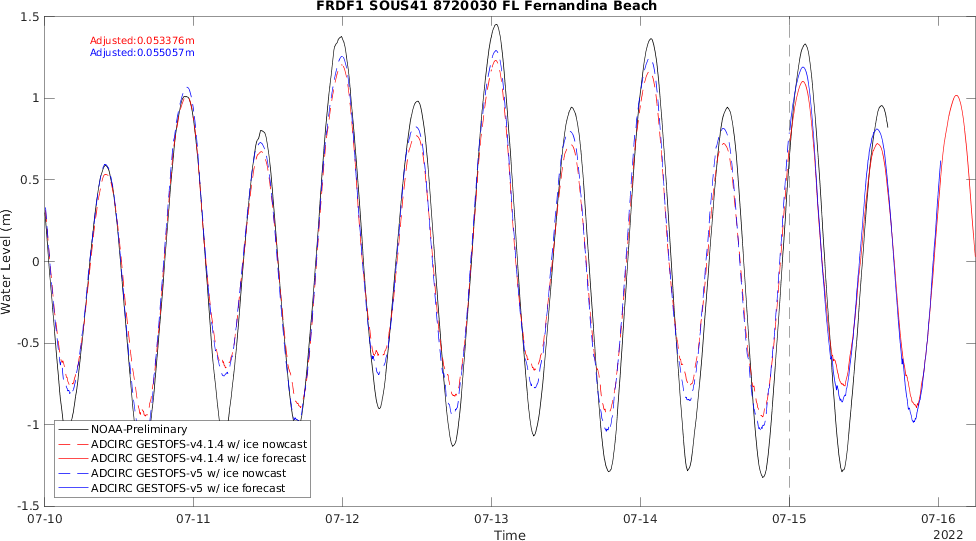 FRDF1 SOUS41 8720030 FL Fernandina Beach
Adjusted:0.053376m
Adjusted:0.055057m
1.5
1
0.5
0
-0.5
-1
-1.5
Water Level (m)
NOAA-Preliminary
ADCIRC GESTOFS-v4.1.4 w/ ice nowcast
ADCIRC GESTOFS-v4.1.4 w/ ice forecast
ADCIRC GESTOFS-v5 w/ ice nowcast
ADCIRC GESTOFS-v5 w/ ice forecast
07-10 07-11 07-12 07-13 07-14 07-15 07-16
Time
2022